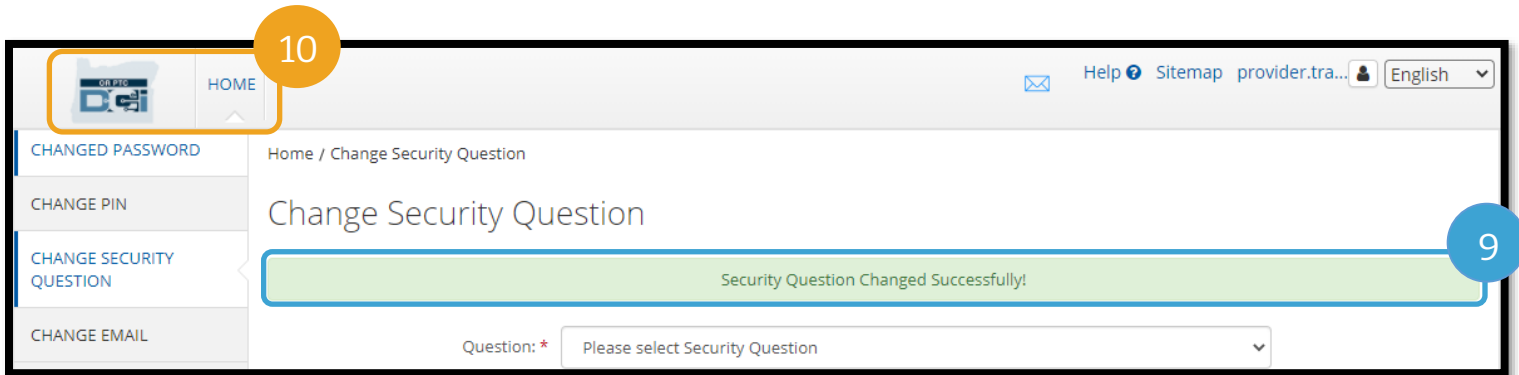 10
OR PTC
DCI
HOME
Help ? Sitemap provider.tra... English
CHANGED PASSWORD
Home / Change Security Question
CHANGE PIN
Change Security Question
9
CHANGE SECURITY
QUESTION
Security Question Changed Successfully!
CHANGE EMAIL
Question: * Please select Security Question